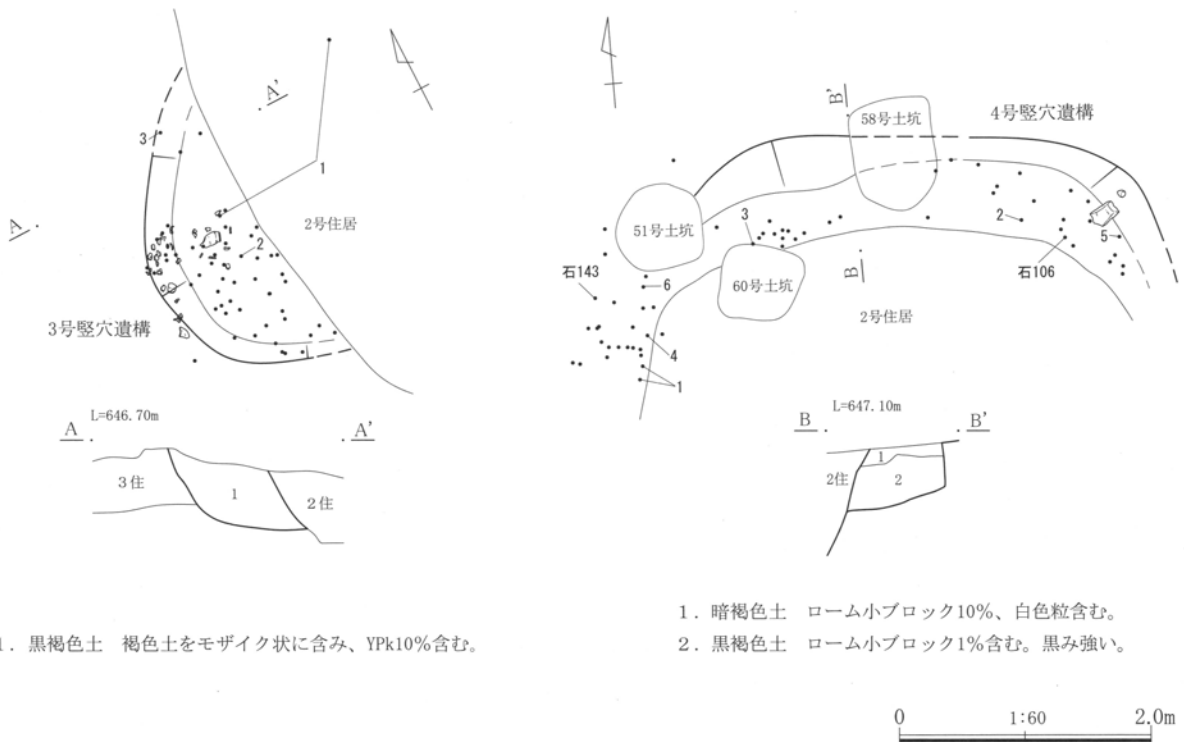 A'
3
1
2号住居
A
2
3号竪穴遺構
L=646.70m
A
A'
3住
1
2住
1．黒褐色土　褐色土をモザイク状に含み、YPk10%含む。
B'
58号土坑
4号竪穴遺構
51号土坑
3
2
5
石143
6
60号土坑
B
石106
2号住居
4
1
L=647.10m
B
B'
1
2住
2
1．暗褐色土　ローム小ブロック10%、白色粒含む。
2．黒褐色土　ローム小ブロック1%含む。黒み強い。
0
1:60
2.0m